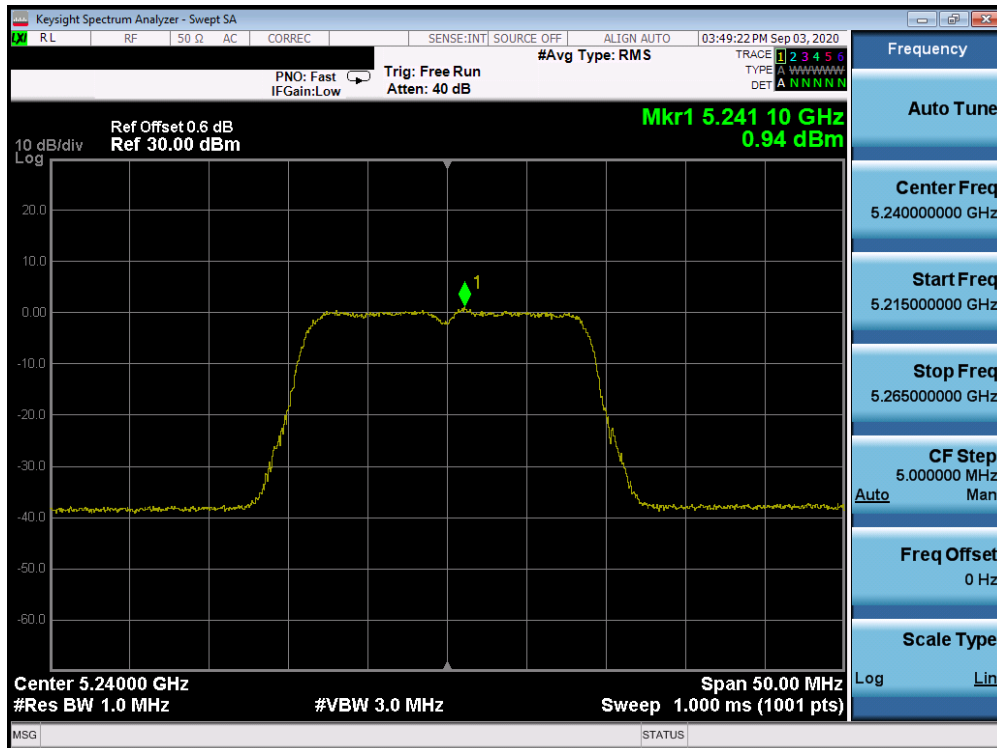 Keysight Spectrum Analyzer - Swept SA
LXI RL RF 50 Ω AC CORREC SENSE:INT SOURCE OFF ALIGN AUTO 03:49:22 PM Sep 03, 2020
#Avg Type: RMS
TRACE 1 2 3 4 5 6
PNO: Fast Trig: Free Run
TYPE A WWWWW
IFGain:Low Atten: 40 dB
DET A N N N N N
Frequency
Mkr1 5.241 10 GHz
0.94 dBm
Ref Offset 0.6 dB
10 dB/div Ref 30.00 dBm
Log
1
20.0
10.0
0.00
-10.0
-20.0
-30.0
-40.0
-50.0
-60.0
Center 5.24000 GHz Span 50.00 MHz
#Res BW 1.0 MHz #VBW 3.0 MHz Sweep 1.000 ms (1001 pts)
Auto Tune
Center Freq
5.240000000 GHz
Start Freq
5.215000000 GHz
Stop Freq
5.265000000 GHz
CF Step
5.000000 MHz
Auto Man
Freq Offset
0 Hz
Scale Type
Log Lin
MSG STATUS